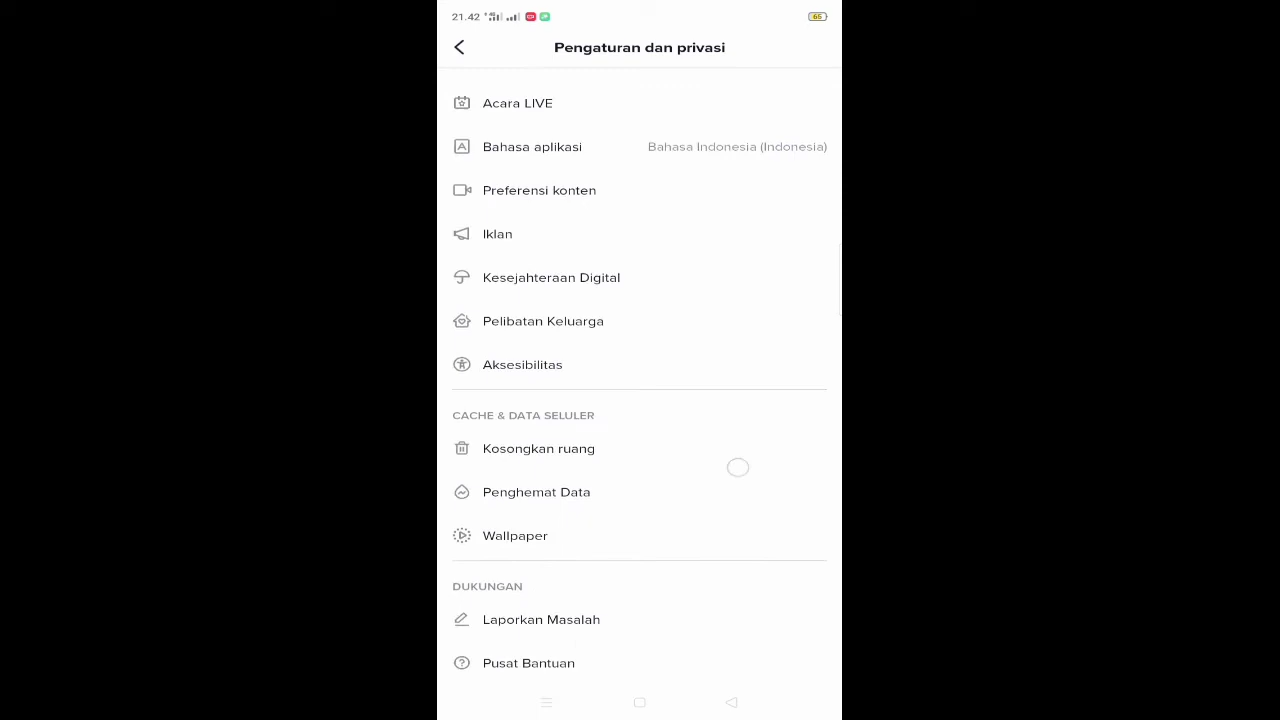 21.42
65
Pengaturan dan privasi
Acara LIVE
Bahasa aplikasi Bahasa Indonesia (Indonesia)
Preferensi konten
Iklan
Kesejahteraan Digital
Pelibatan Keluarga
Aksesibilitas
CACHE & DATA SELULER
Kosongkan ruang
Penghemat Data
Wallpaper
DUKUNGAN
Laporkan Masalah
Pusat Bantuan